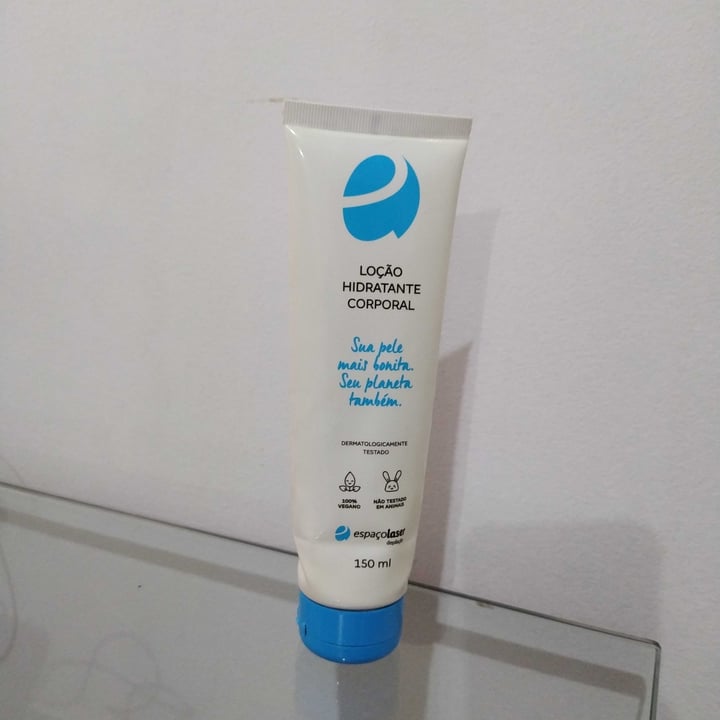 LOÇÃO
HIDRATANTE
CORPORAL
Sua pele
mais bonita.
Seu planeta
também.
DERMATOLOGICAMENTE
TESTADO
100%
VEGANO
NÃO TESTADO
EM ANIMAIS
espaçolaser
depilação
150 ml